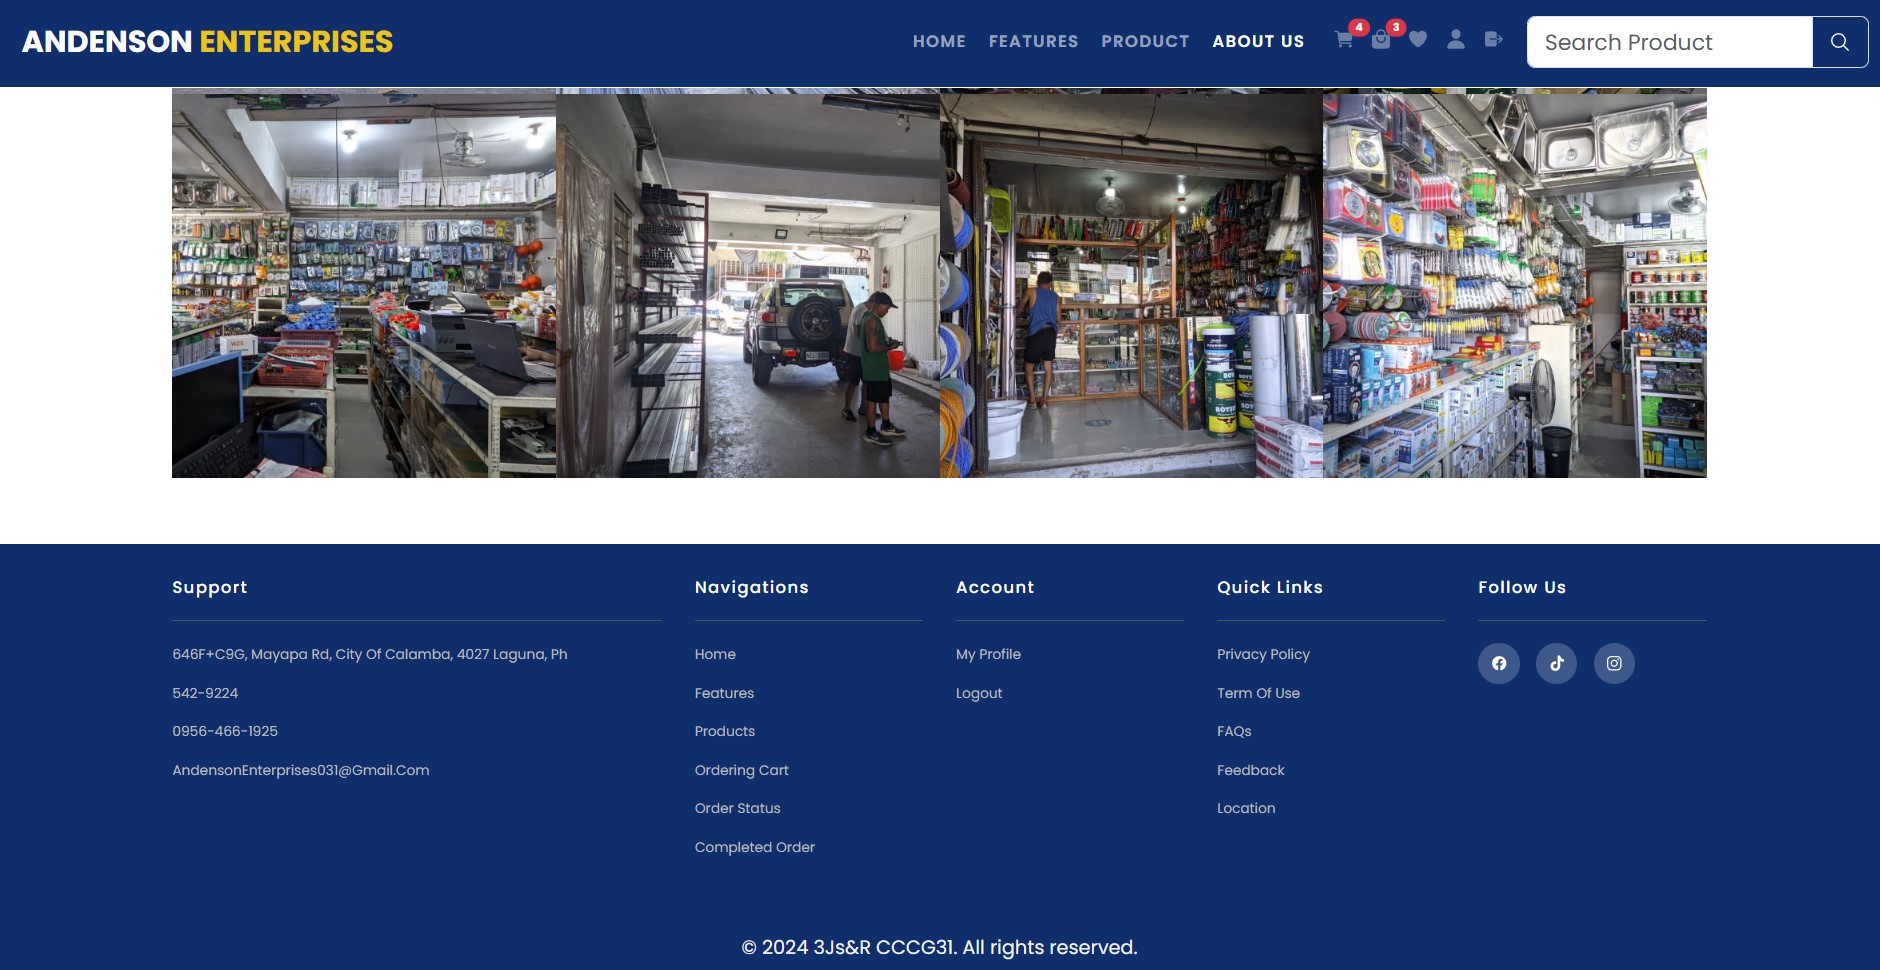 ANDENSON ENTERPRISES
HOME FEATURES PRODUCT ABOUT US 4 3 Search Product
WZK
BOYSEN
BOYSEN
Support
646F+C9G, Mayapa Rd, City Of Calamba, 4027 Laguna, Ph
542-9224
0956-466-1925
AndensonEnterprises031@Gmail.Com
Navigations
Home
Features
Products
Ordering Cart
Order Status
Completed Order
Account
My Profile
Logout
Quick Links
Privacy Policy
Term Of Use
FAQs
Feedback
Location
Follow Us
© 2024 3Js&R CCCG31. All rights reserved.